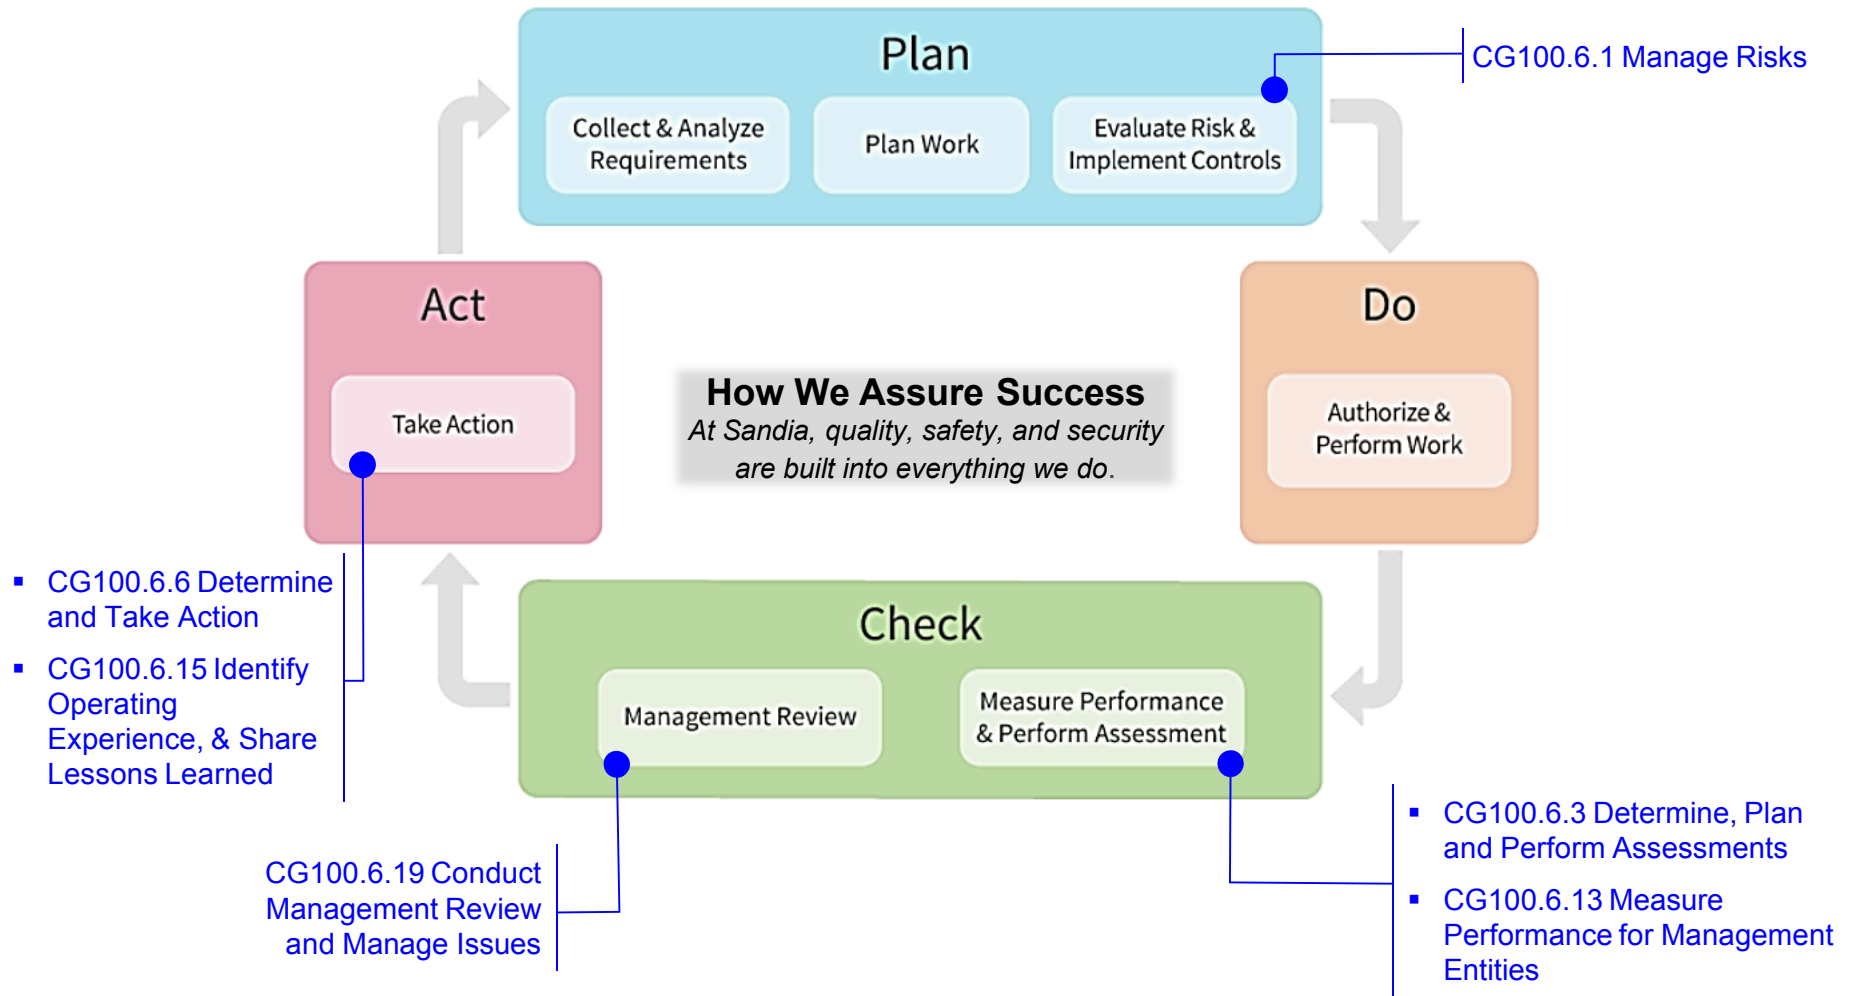 Plan
CG100.6.1 Manage Risks
Collect & Analyze
Requirements
Plan Work
Evaluate Risk &
Implement Controls
Act
Take Action
How We Assure Success
At Sandia, quality, safety, and security
are built into everything we do.
Do
Authorize &
Perform Work
▪ CG100.6.6 Determine
and Take Action
▪ CG100.6.15 Identify
Operating
Experience, & Share
Lessons Learned
Check
Management Review
Measure Performance
& Perform Assessment
CG100.6.19 Conduct
Management Review
and Manage Issues
▪ CG100.6.3 Determine, Plan
and Perform Assessments
▪ CG100.6.13 Measure
Performance for Management
Entities